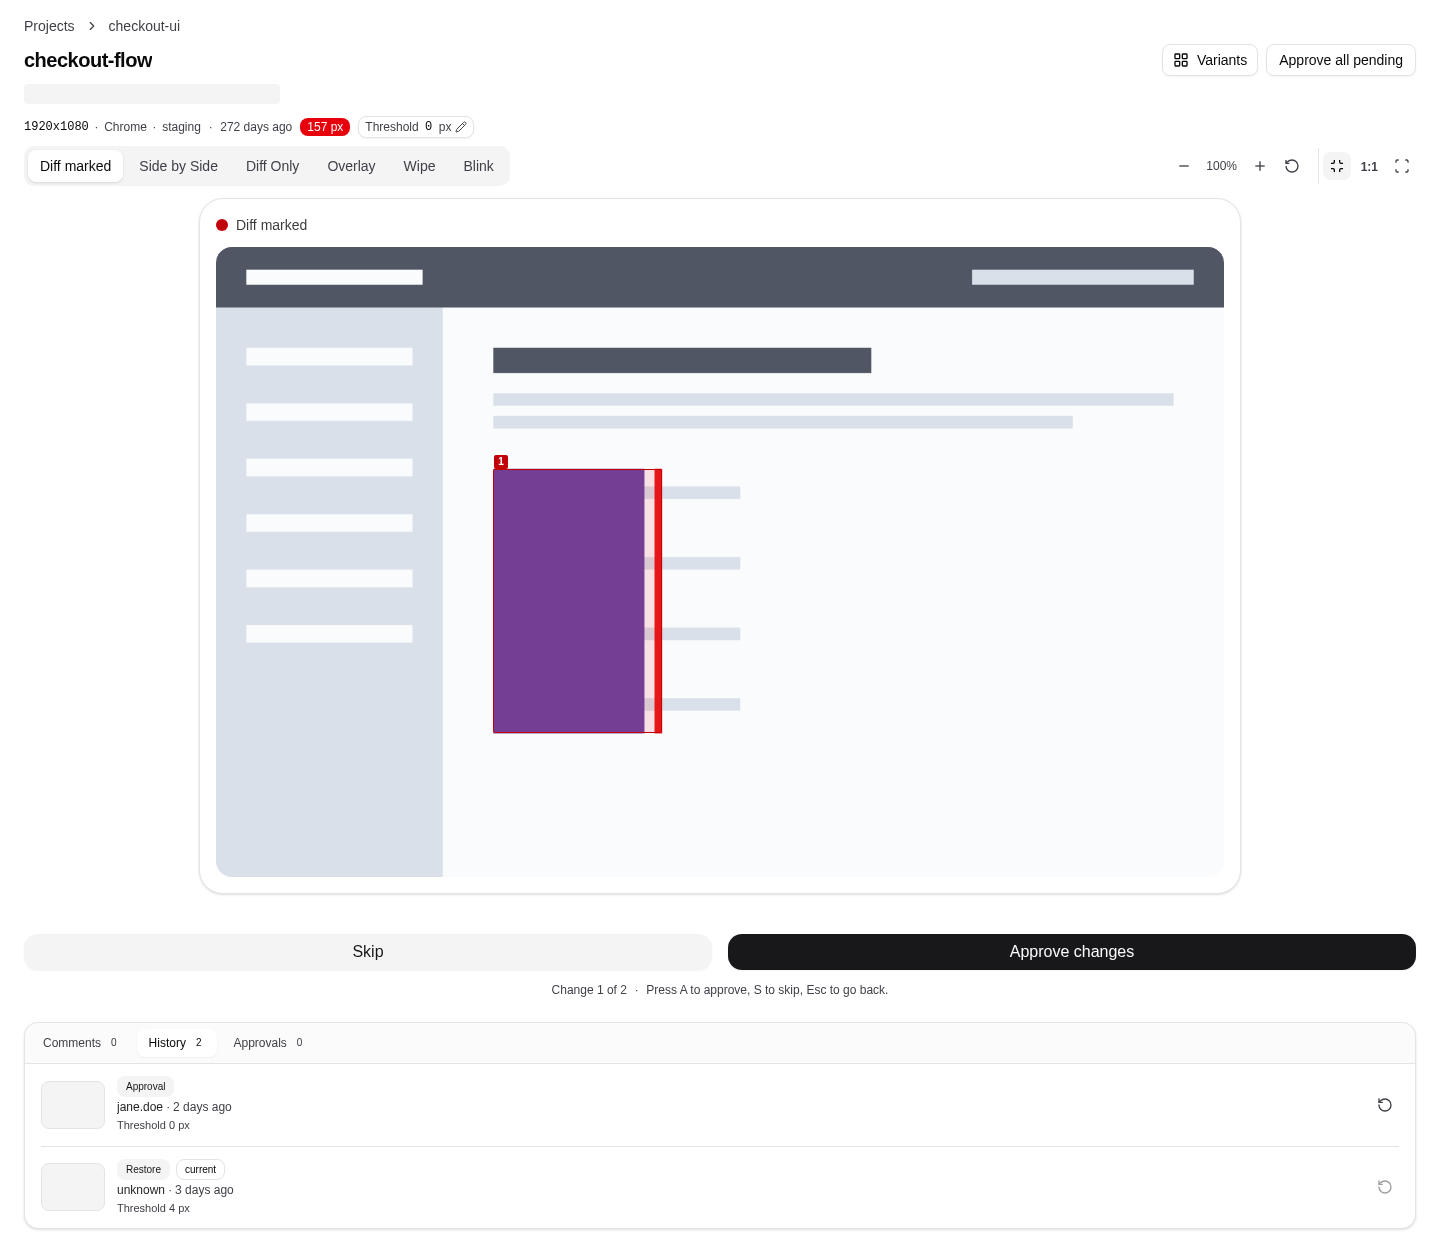 Projects > checkout-ui
checkout-flow
Variants
Approve all pending
1920x1080 · Chrome · staging · 272 days ago 157 px Threshold 0 px
Diff marked Side by Side Diff Only Overlay Wipe Blink
100% 1:1
Diff marked
1
Skip
Approve changes
Change 1 of 2 · Press A to approve, S to skip, Esc to go back.
Comments 0 History 2 Approvals 0
Approval
jane.doe · 2 days ago
Threshold 0 px
Restore current
unknown · 3 days ago
Threshold 4 px